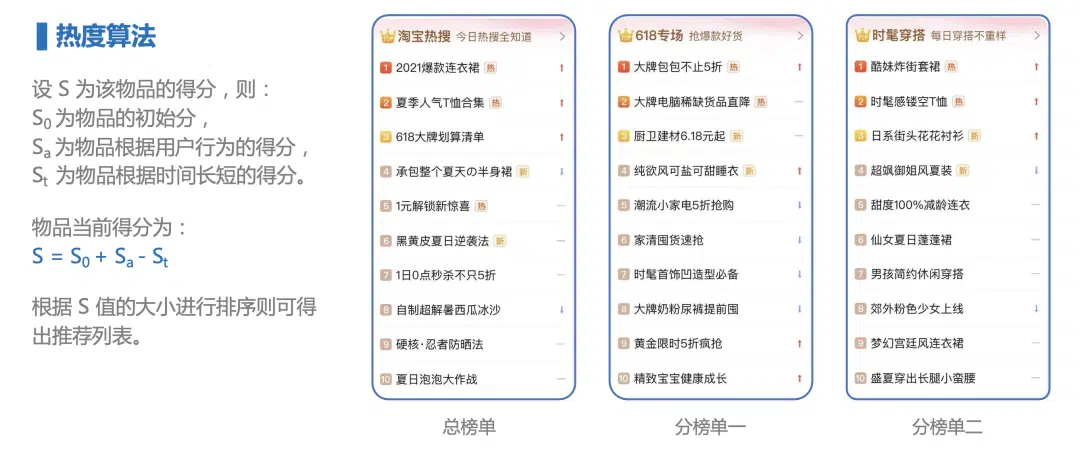 热度算法
设 S 为该物品的得分，则：
S0 为物品的初始分，
Sa 为物品根据用户行为的得分，
St 为物品根据时间长短的得分。
物品当前得分为：
S = S0 + Sa - St
根据 S 值的大小进行排序则可得
出推荐列表。
淘宝热搜 今日热搜全知道 >
1 2021爆款连衣裙 热 ↑
2 夏季人气T恤合集 热 ↑
3 618大牌划算清单 ↑
4 承包整个夏天の半身裙 新 ↓
5 1元解锁新惊喜 热 —
6 黑黄皮夏日逆袭法 新 —
7 1日0点秒杀不只5折 —
8 自制超解暑西瓜冰沙 ↓
9 硬核·忍者防晒法 —
10 夏日泡泡大作战 —
总榜单
618专场 抢爆款好货 >
1 大牌包包不止5折 热 ↑
2 大牌电脑稀缺货品直降 热 —
3 厨卫建材6.18元起 新 —
4 纯欲风可盐可甜睡衣 新 ↑
5 潮流小家电5折抢购 ↓
6 家清囤货速抢 ↓
7 时髦首饰凹造型必备 ↓
8 大牌奶粉尿裤提前囤 ↓
9 黄金限时5折疯抢 ↑
10 精致宝宝健康成长 ↑
分榜单一
时髦穿搭 每日穿搭不重样 >
1 酷妹炸街套裙 热 ↑
2 时髦感镂空T恤 热 ↑
3 日系街头花花衬衫 新 ↑
4 超飒御姐风夏装 新 ↓
5 甜度100%减龄连衣 —
6 仙女夏日蓬蓬裙 —
7 男孩简约休闲穿搭 —
8 郊外粉色少女上线 ↓
9 梦幻宫廷风连衣裙 —
10 盛夏穿出长腿小蛮腰 —
分榜单二